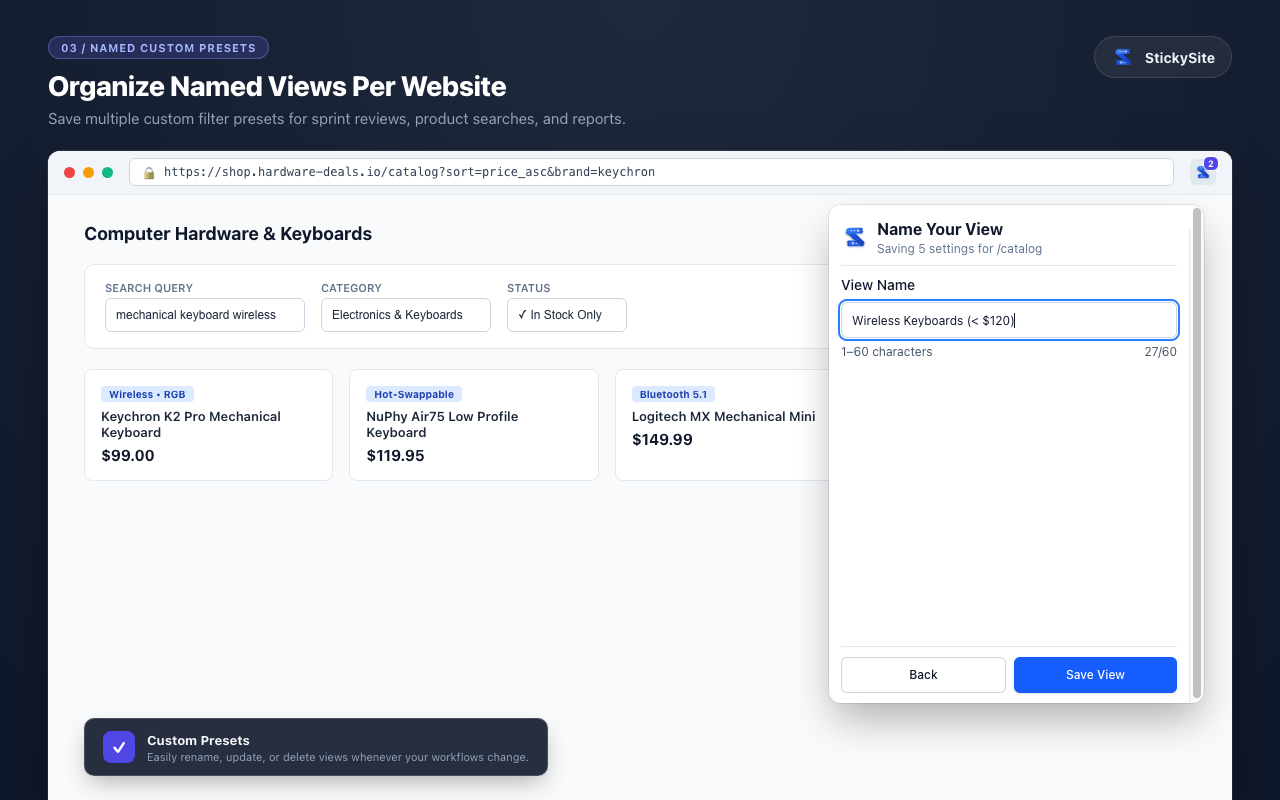 03 / NAMED CUSTOM PRESETS
Organize Named Views Per Website
Save multiple custom filter presets for sprint reviews, product searches, and reports.
StickySite
https://shop.hardware-deals.io/catalog?sort=price_asc&brand=keychron
2
Computer Hardware & Keyboards
SEARCH QUERY
mechanical keyboard wireless
CATEGORY
Electronics & Keyboards
STATUS
✓ In Stock Only
Wireless • RGB
Keychron K2 Pro Mechanical
Keyboard
$99.00
Hot-Swappable
NuPhy Air75 Low Profile
Keyboard
$119.95
Bluetooth 5.1
Logitech MX Mechanical Mini
$149.99
Name Your View
Saving 5 settings for /catalog
View Name
Wireless Keyboards (< $120)
1–60 characters
27/60
Back
Save View
Custom Presets
Easily rename, update, or delete views whenever your workflows change.